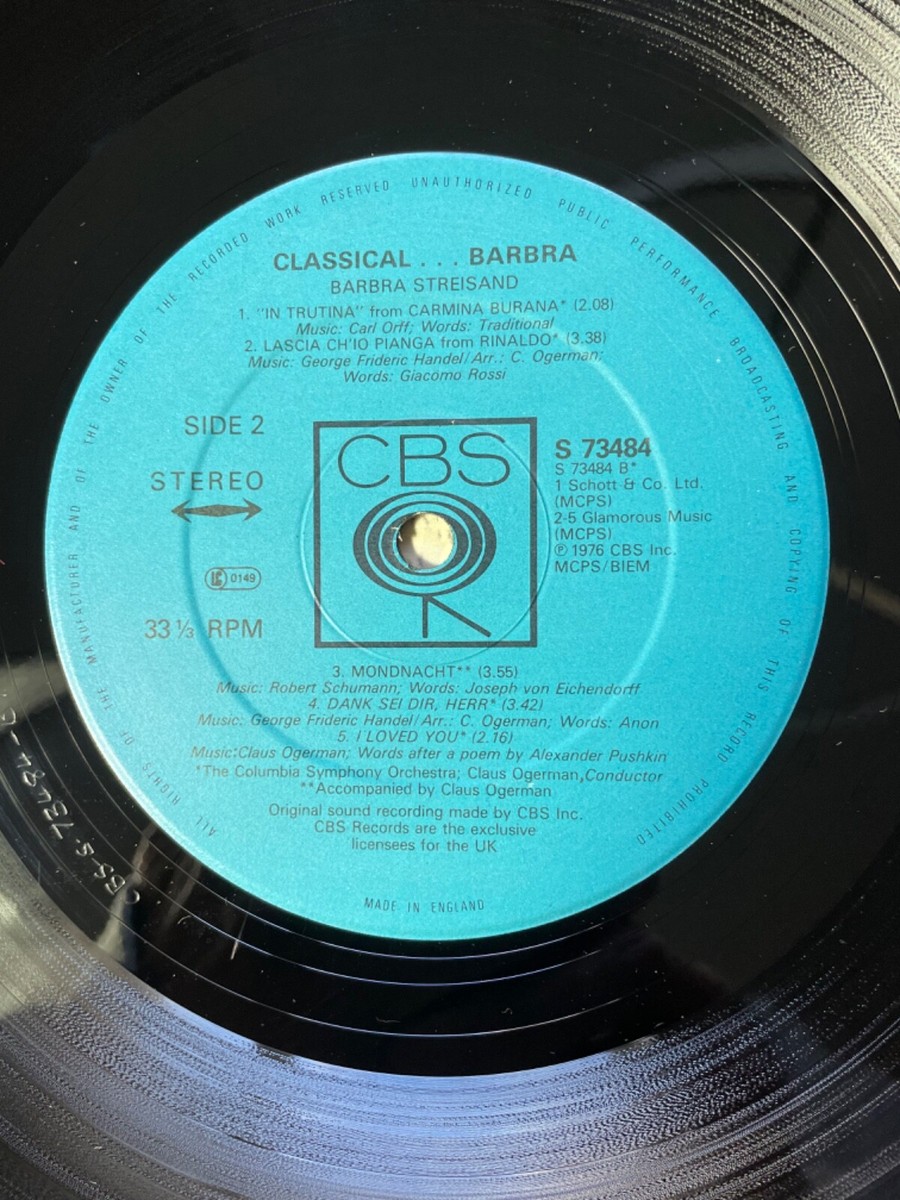 ALL RIGHTS OF THE MANUFACTURER AND OF THE OWNER OF THE RECORDED WORK RESERVED UNAUTHORIZED PUBLIC PERFORMANCE BROADCASTING AND COPYING OF THIS RECORD PROHIBITED
CLASSICAL . . . BARBRA
BARBRA STREISAND
1. "IN TRUTINA" from CARMINA BURANA* (2.08)
Music: Carl Orff; Words: Traditional
2. LASCIA CH'IO PIANGA from RINALDO* (3.38)
Music: George Frideric Handel/Arr.: C. Ogerman;
Words: Giacomo Rossi
SIDE 2
STEREO
LC 0149
33⅓ RPM
CBS
S 73484
S 73484 B*
1 Schott & Co. Ltd.
(MCPS)
2-5 Glamorous Music
(MCPS)
℗ 1976 CBS Inc.
MCPS/BIEM
3. MONDNACHT** (3.55)
Music: Robert Schumann; Words: Joseph von Eichendorff
4. DANK SEI DIR, HERR* (3.42)
Music: George Frideric Handel/Arr.: C. Ogerman; Words: Anon
5. I LOVED YOU* (2.16)
Music:Claus Ogerman; Words after a poem by Alexander Pushkin
*The Columbia Symphony Orchestra; Claus Ogerman,Conductor
**Accompanied by Claus Ogerman
Original sound recording made by CBS Inc.
CBS Records are the exclusive
licensees for the UK
MADE IN ENGLAND